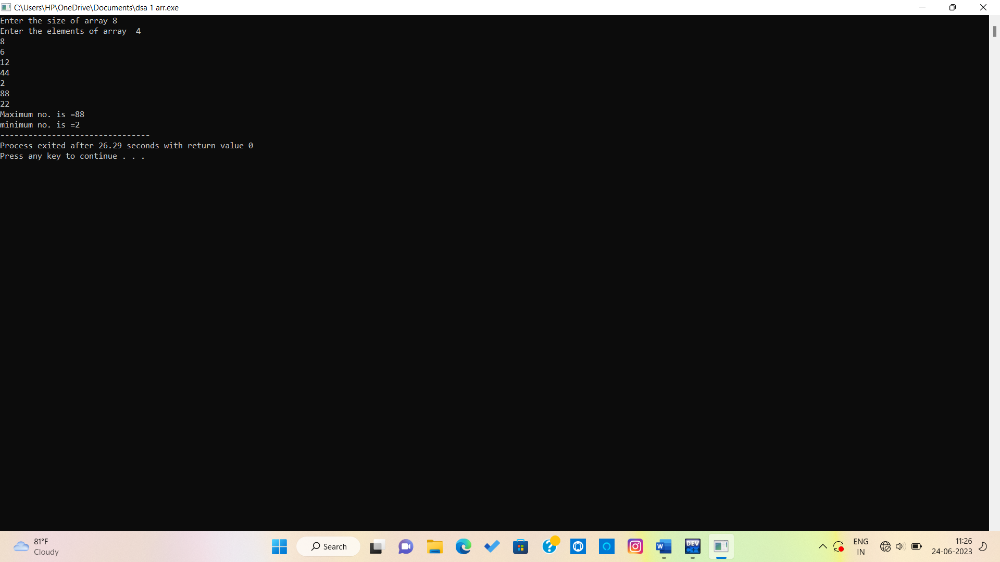 C:\Users\HP\OneDrive\Documents\dsa 1 arr.exe
Enter the size of array 8
Enter the elements of array  4
8
6
12
44
2
88
22
Maximum no. is =88
minimum no. is =2
--------------------------------
Process exited after 26.29 seconds with return value 0
Press any key to continue . . .
81°F
Cloudy
Search
W
DEV
C++
ENG
IN
11:26
24-06-2023